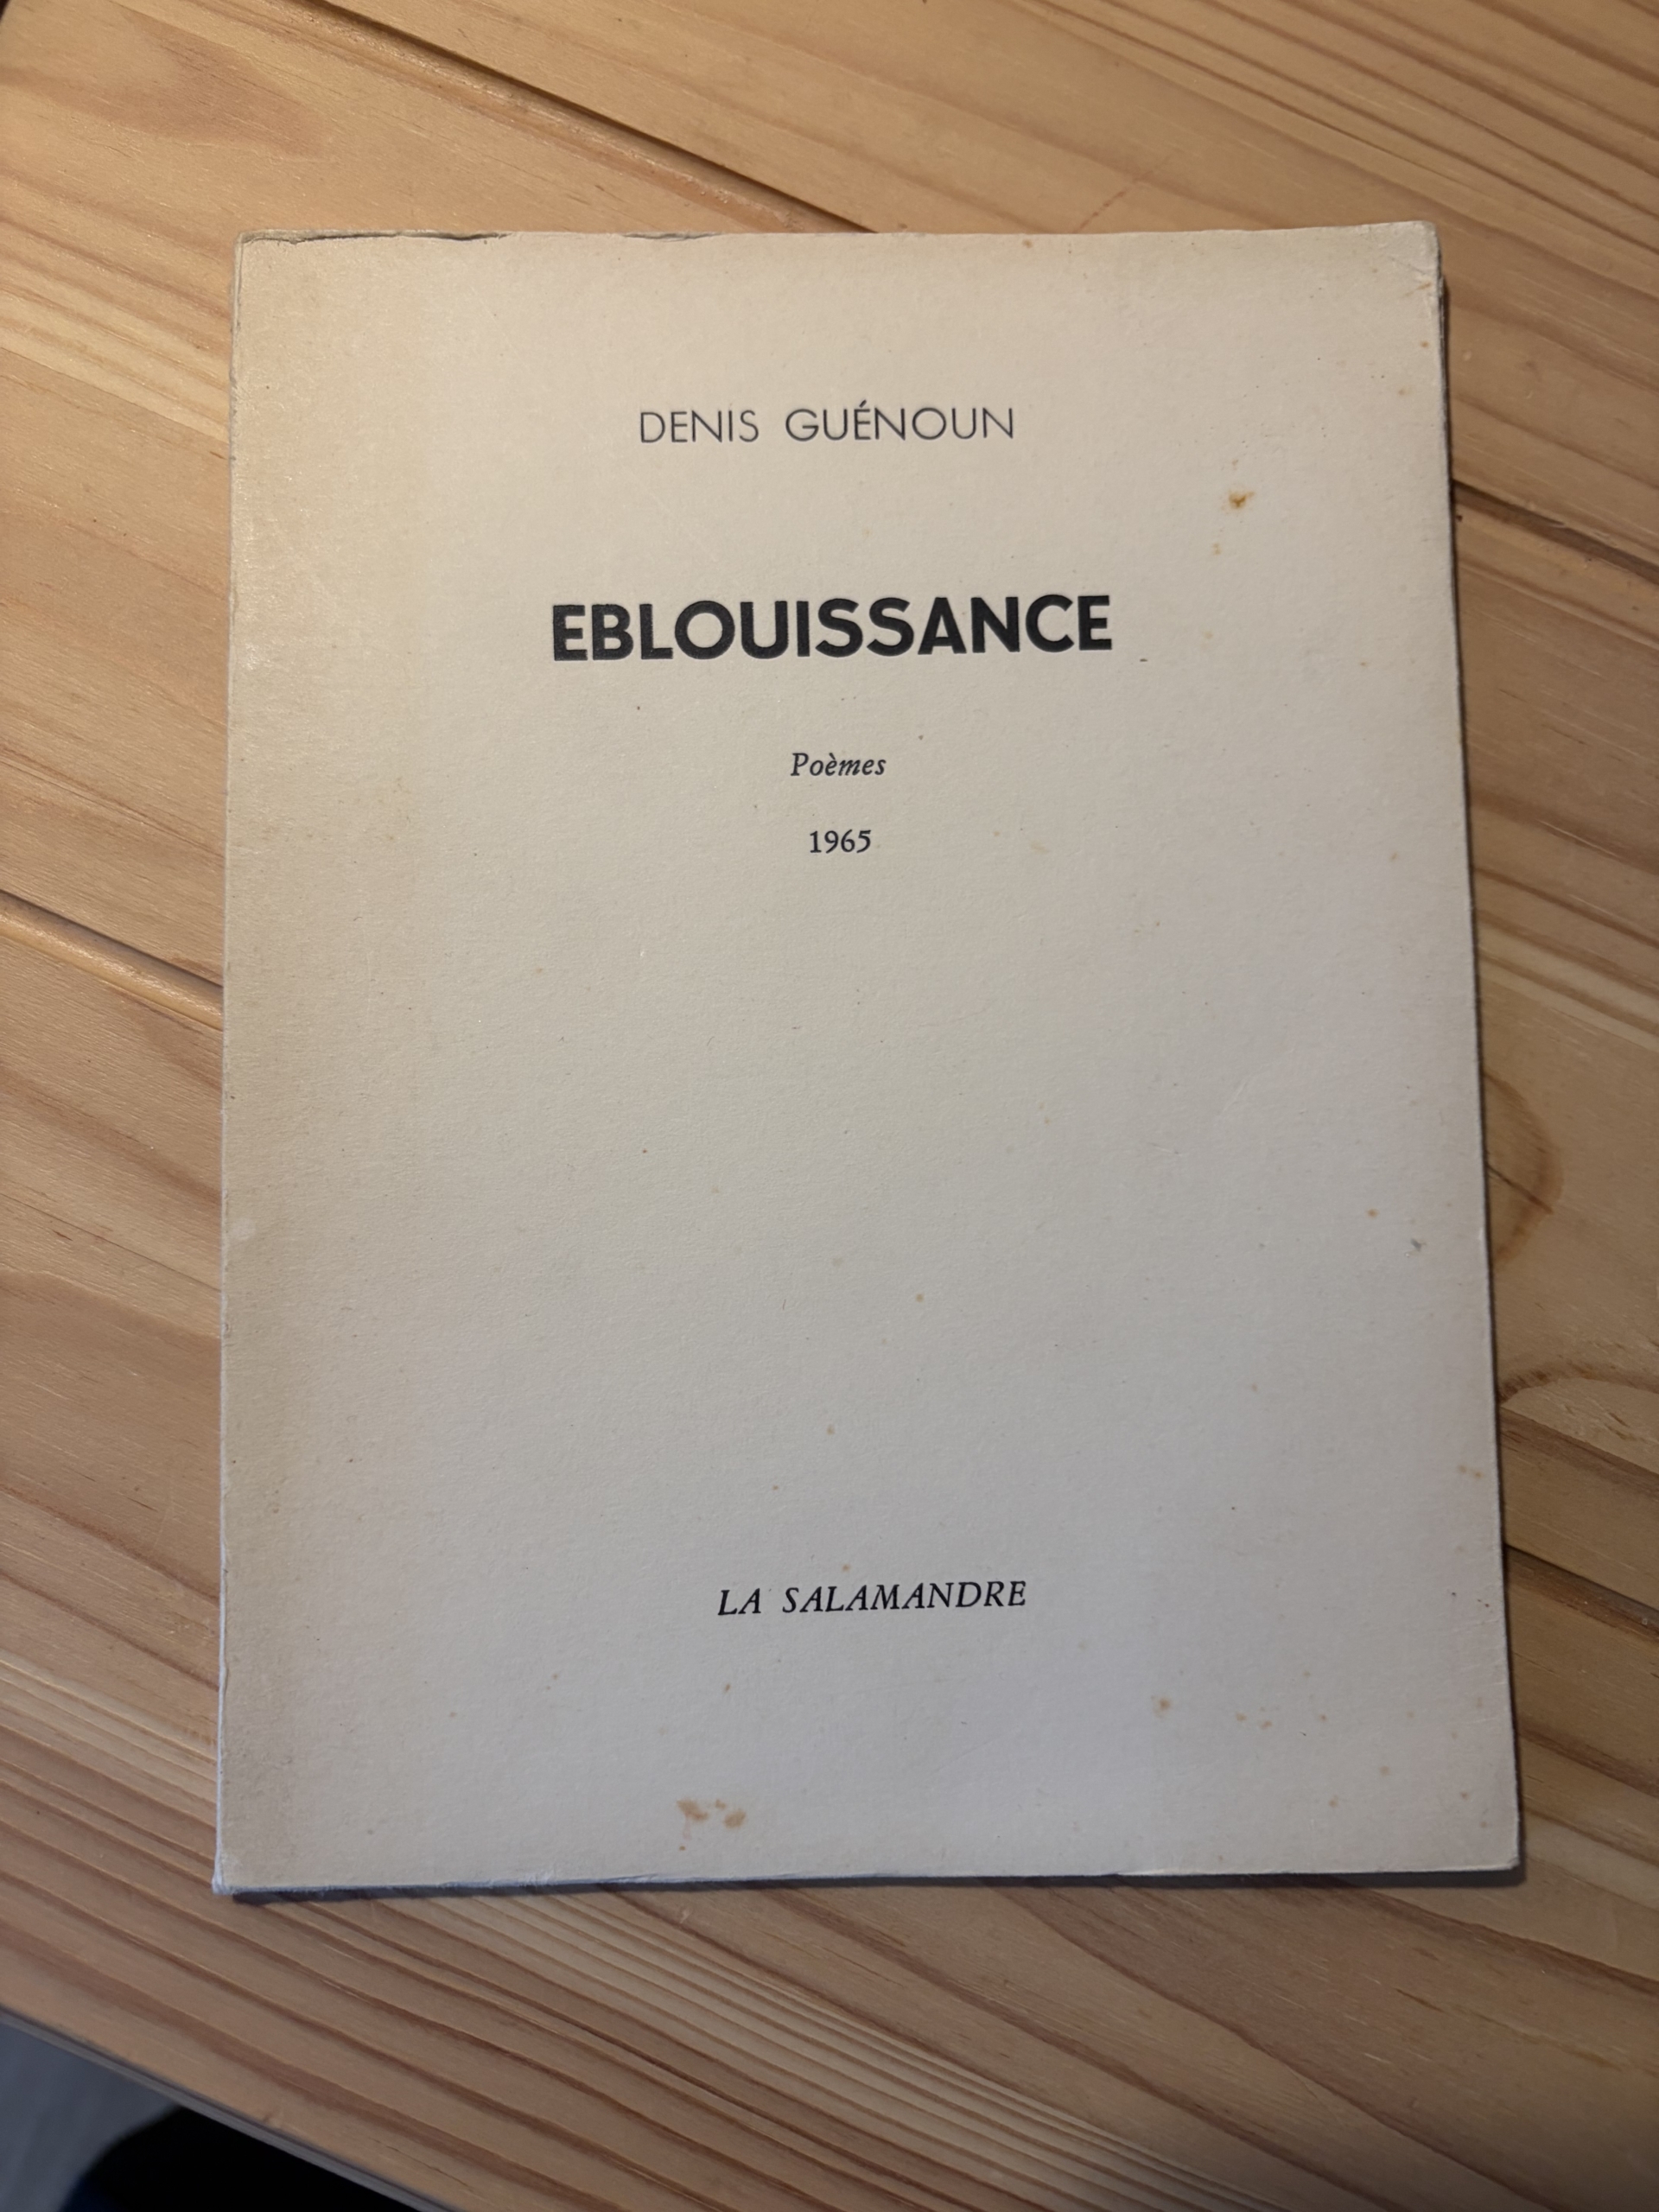 DENIS GUÉNOUN
EBLOUISSANCE
Poèmes
1965
LA SALAMANDRE